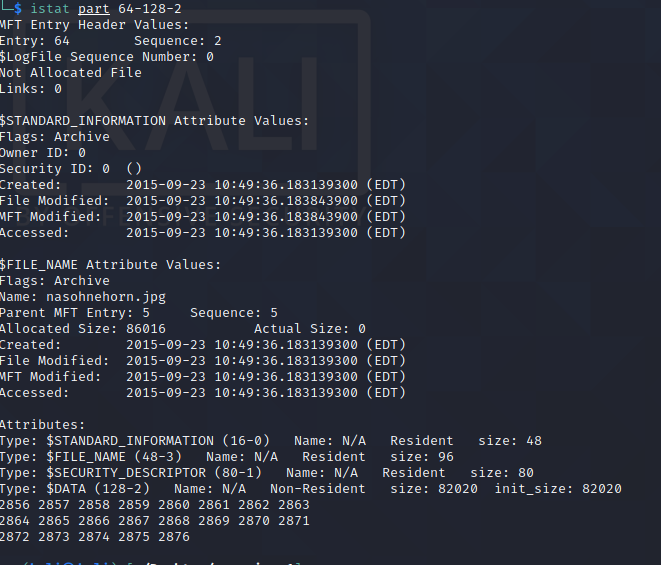 └─$ istat part 64-128-2
MFT Entry Header Values:
Entry: 64        Sequence: 2
$LogFile Sequence Number: 0
Not Allocated File
Links: 0

$STANDARD_INFORMATION Attribute Values:
Flags: Archive
Owner ID: 0
Security ID: 0  ()
Created:        2015-09-23 10:49:36.183139300 (EDT)
File Modified:  2015-09-23 10:49:36.183843900 (EDT)
MFT Modified:   2015-09-23 10:49:36.183843900 (EDT)
Accessed:       2015-09-23 10:49:36.183139300 (EDT)

$FILE_NAME Attribute Values:
Flags: Archive
Name: nasohnehorn.jpg
Parent MFT Entry: 5     Sequence: 5
Allocated Size: 86016           Actual Size: 0
Created:        2015-09-23 10:49:36.183139300 (EDT)
File Modified:  2015-09-23 10:49:36.183139300 (EDT)
MFT Modified:   2015-09-23 10:49:36.183139300 (EDT)
Accessed:       2015-09-23 10:49:36.183139300 (EDT)

Attributes:
Type: $STANDARD_INFORMATION (16-0)   Name: N/A   Resident   size: 48
Type: $FILE_NAME (48-3)   Name: N/A   Resident   size: 96
Type: $SECURITY_DESCRIPTOR (80-1)   Name: N/A   Resident   size: 80
Type: $DATA (128-2)   Name: N/A   Non-Resident   size: 82020  init_size: 82020
2856 2857 2858 2859 2860 2861 2862 2863
2864 2865 2866 2867 2868 2869 2870 2871
2872 2873 2874 2875 2876
KALI